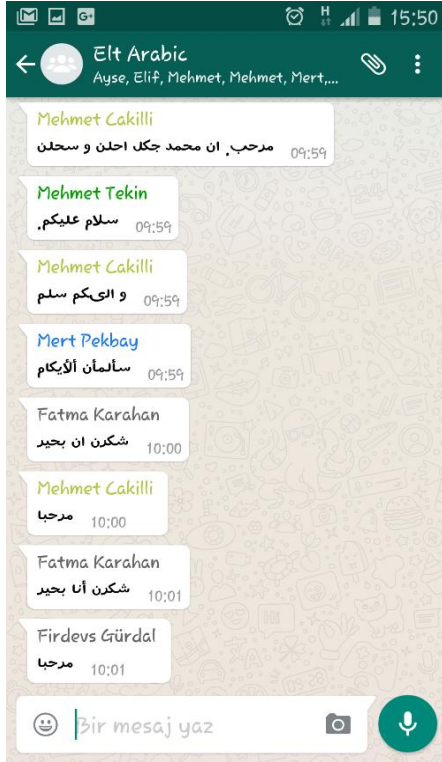 G+
H
15:50
Elt Arabic
Ayse, Elif, Mehmet, Mehmet, Mert,...
Mehmet Cakilli
مرحب. ان محمد جكل احلن و سحلن 09:59
Mehmet Tekin
سلام عليكم. 09:59
Mehmet Cakilli
و اليكم سلم 09:59
Mert Pekbay
سألمأن ألأيكام 09:59
Fatma Karahan
شكرن ان بحير 10:00
Mehmet Cakilli
مرحبا 10:00
Fatma Karahan
شكرن أنا بحير 10:01
Firdevs Gürdal
مرحبا 10:01
Bir mesaj yaz